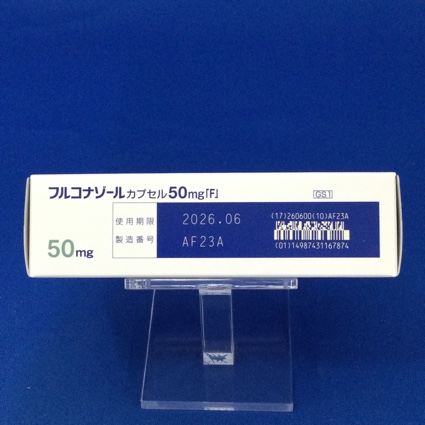 フルコナゾールカプセル50mg「F」
GS1
50mg
使用期限 2026.06
製造番号 AF23A
(17)260600(10)AF23A
(01)14987431167874